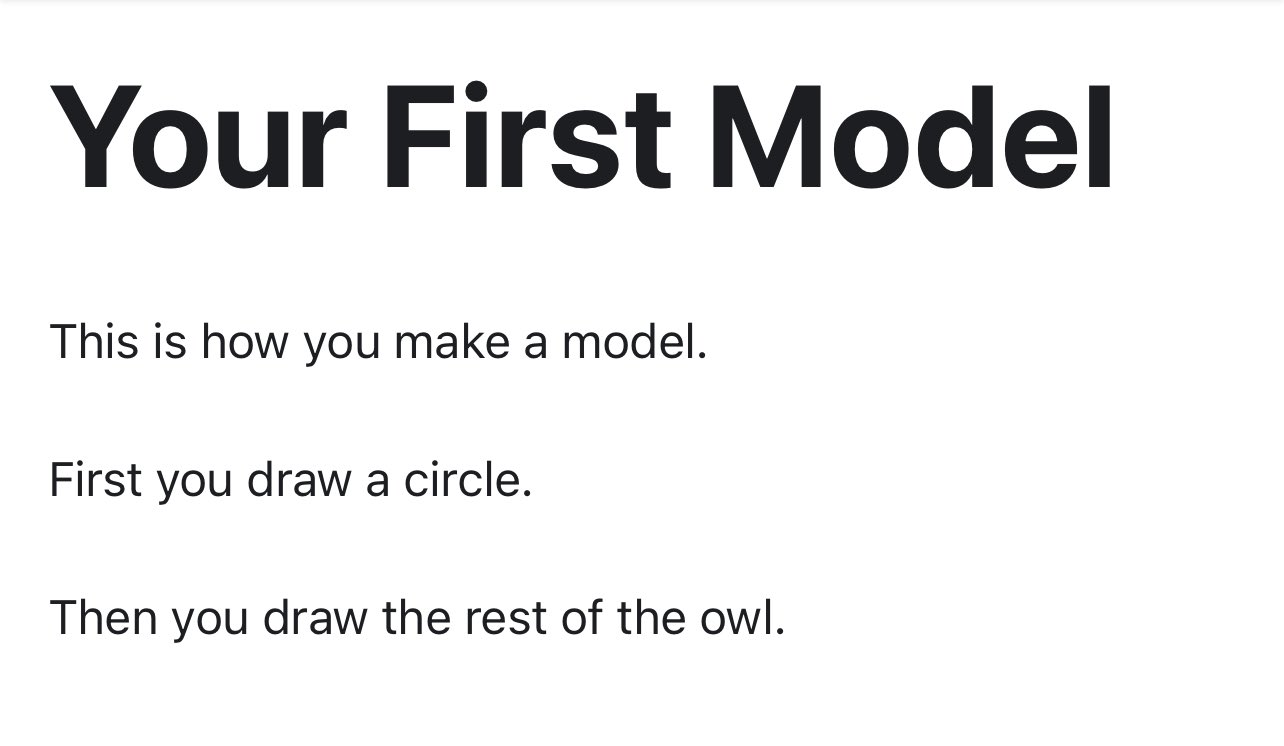 Your First Model
This is how you make a model.
First you draw a circle.
Then you draw the rest of the owl.